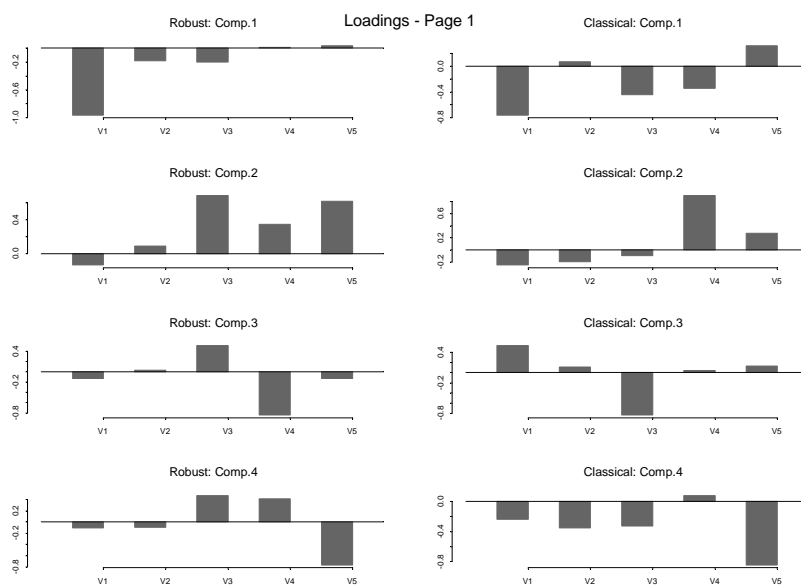 Loadings - Page 1
Robust: Comp.1
-0.2
-0.6
-1.0
V1 V2 V3 V4 V5
Classical: Comp.1
0.0
-0.4
-0.8
V1 V2 V3 V4 V5
Robust: Comp.2
0.4
0.0
V1 V2 V3 V4 V5
Classical: Comp.2
0.6
0.2
-0.2
V1 V2 V3 V4 V5
Robust: Comp.3
0.4
-0.2
-0.8
V1 V2 V3 V4 V5
Classical: Comp.3
0.4
-0.2
-0.8
V1 V2 V3 V4 V5
Robust: Comp.4
0.2
-0.2
-0.8
V1 V2 V3 V4 V5
Classical: Comp.4
0.0
-0.4
-0.8
V1 V2 V3 V4 V5